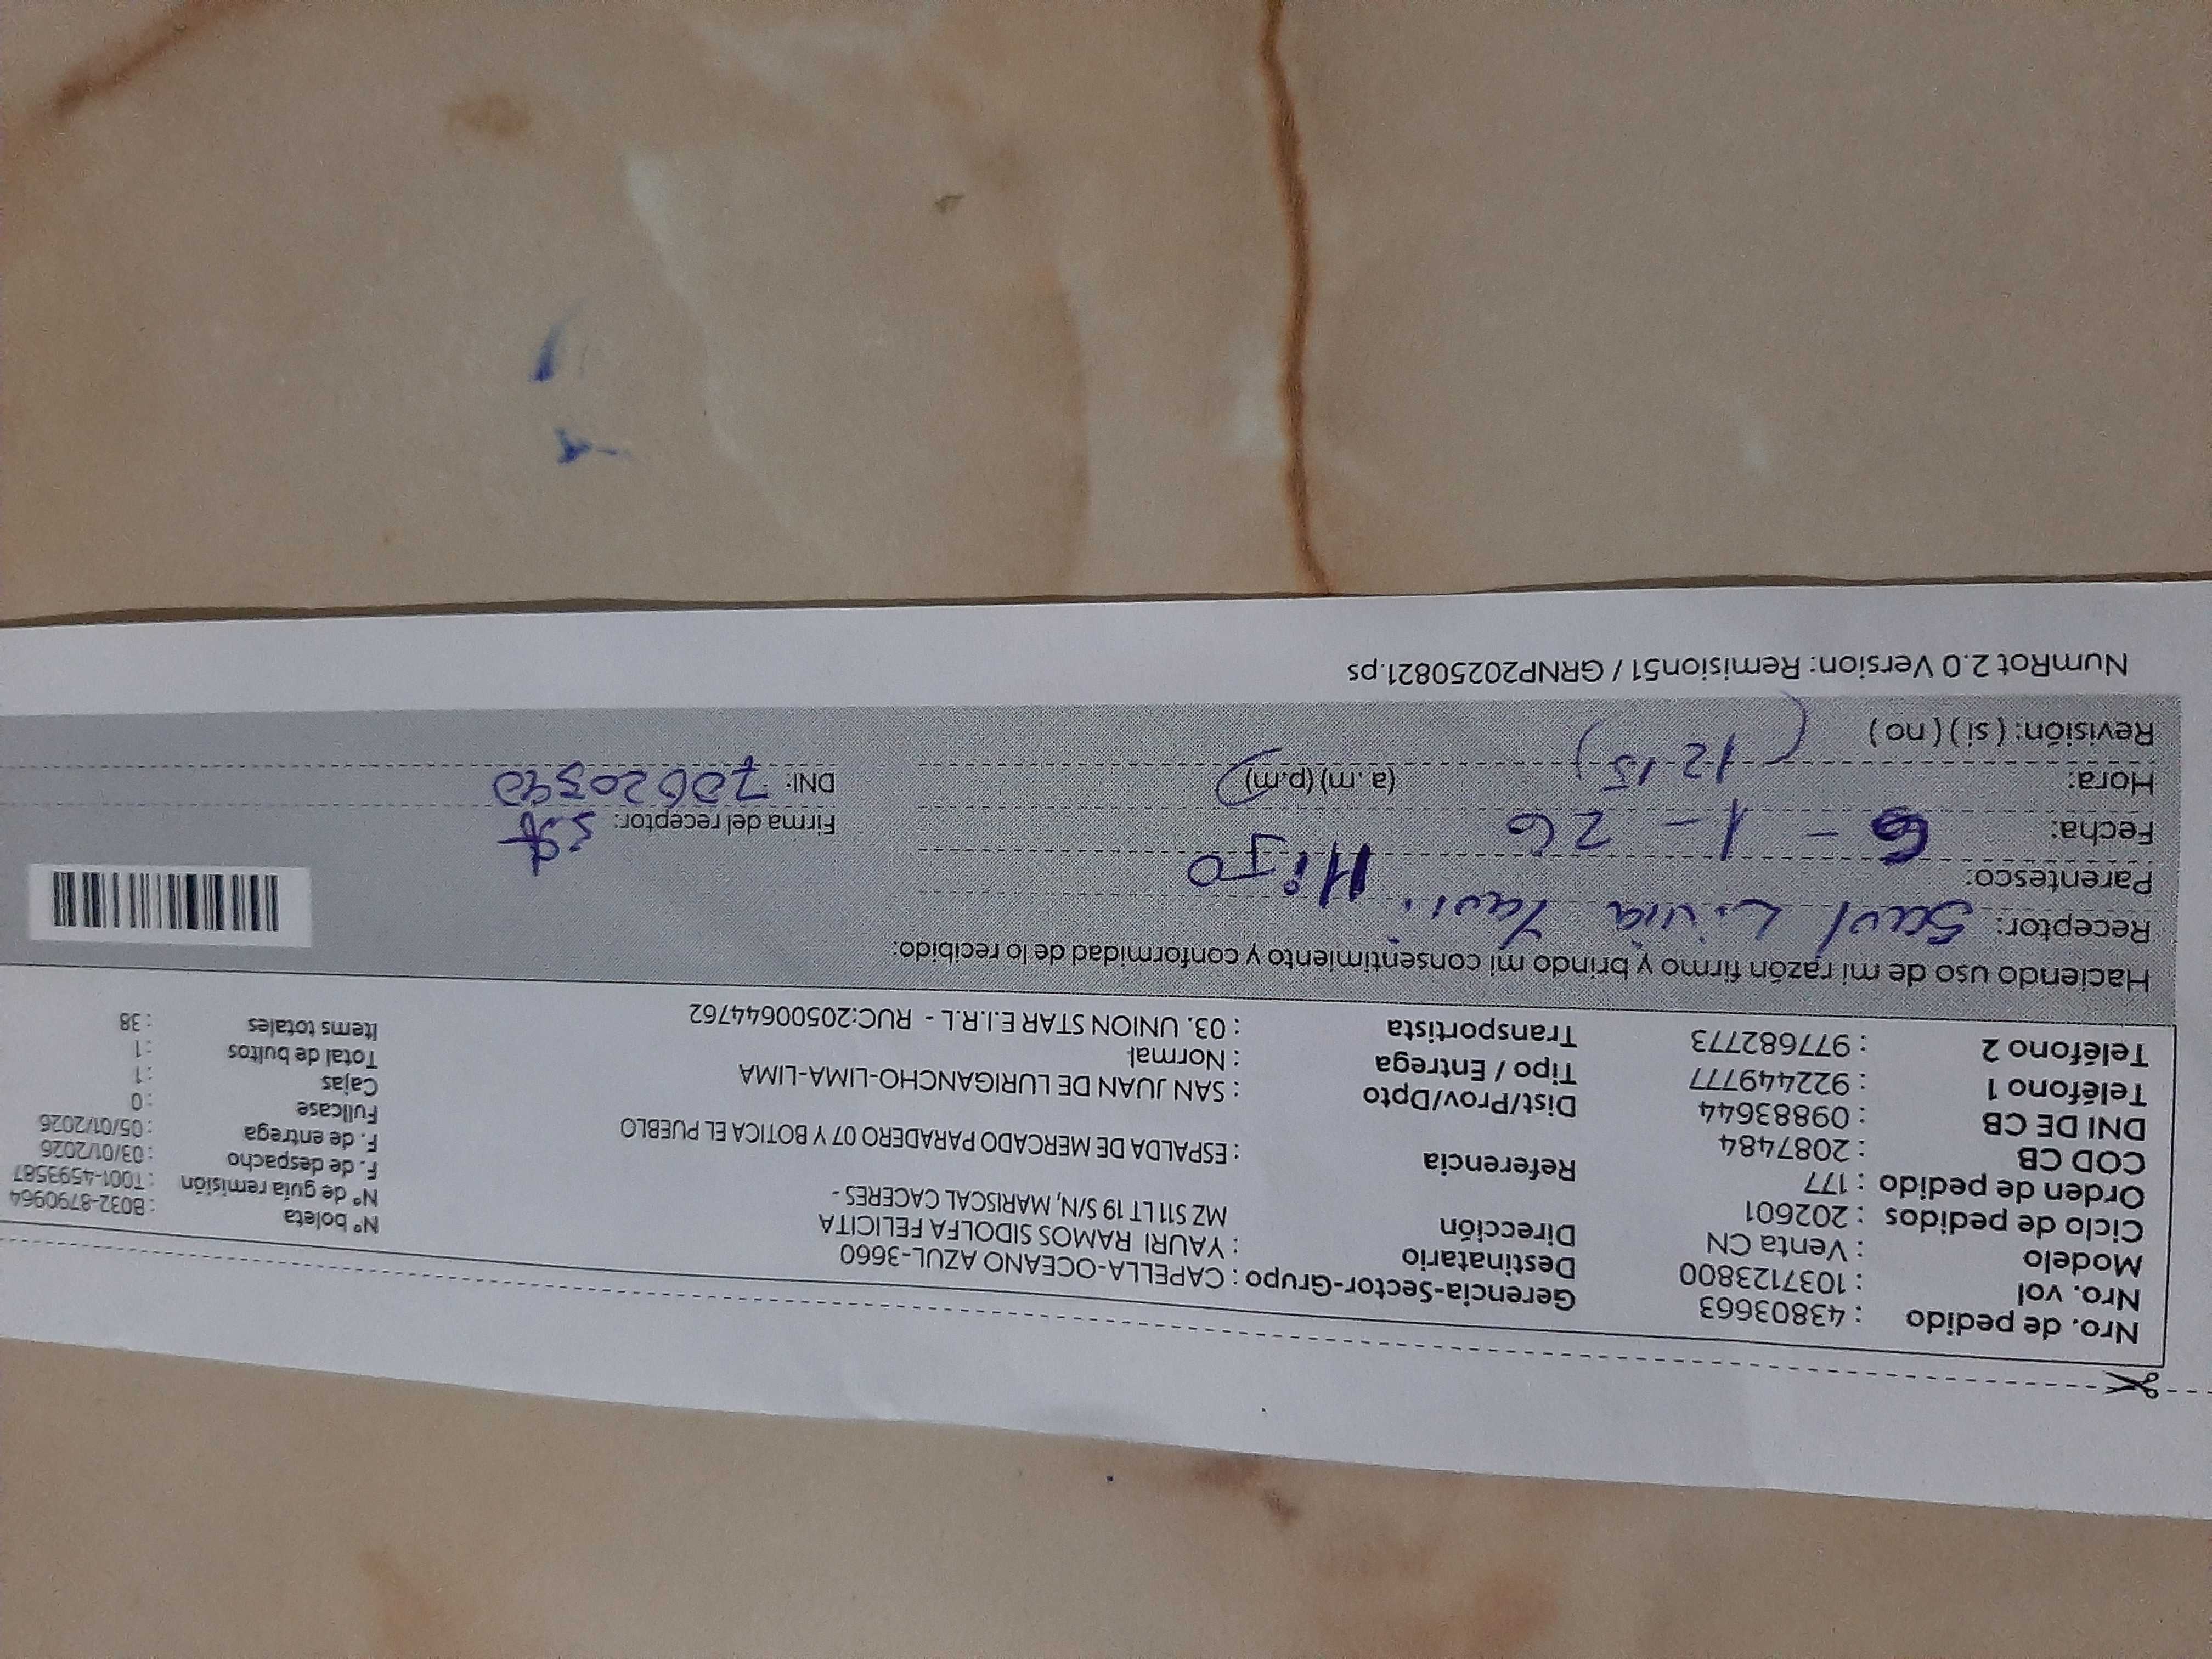 Nro. de pedido : 43803663
Nro. vol : 1037123800
Modelo : Venta CN
Ciclo de pedidos : 202601
Orden de pedido : 177
COD CB : 2087484
DNI DE CB : 09883644
Teléfono 1 : 922449777
Teléfono 2 : 977682773
Gerencia-Sector-Grupo : CAPELLA-OCEANO AZUL-3660
Destinatario : YAURI RAMOS SIDOLFA FELICITA
Dirección MZ S11 LT 19 S/N, MARISCAL CACERES -
Referencia : ESPALDA DE MERCADO PARADERO 07 Y BOTICA EL PUEBLO
Dist/Prov/Dpto : SAN JUAN DE LURIGANCHO-LIMA-LIMA
Tipo / Entrega : Normal
Transportista : 03. UNION STAR E.I.R.L - RUC:20500644762
Nº boleta : B032-8790964
Nº de guía remisión : T001-4593587
F. de despacho : 03/01/2026
F. de entrega : 05/01/2026
Fullcase : 0
Cajas : 1
Total de bultos : 1
Items totales : 38
Haciendo uso de mi razón firmo y brindo mi consentimiento y conformidad de lo recibido:
Receptor: Saul Livia Yauri
Parentesco: Hijo
Fecha: 6 - 1 - 26
Hora: (12 15) (a. m) (p.m)
Revisión: ( si ) ( no )
Firma del receptor:
DNI: 70620390
NumRot 2.0 Version: Remision51 / GRNP20250821.ps